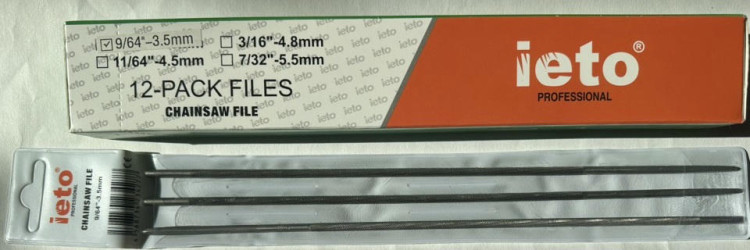 ☑ 9/64"–3.5mm ☐ 3/16"-4.8mm
☐ 11/64"-4.5mm ☐ 7/32"-5.5mm
12-PACK FILES
CHAINSAW FILE
ieto®
PROFESSIONAL
ieto
PROFESSIONAL
CHAINSAW FILE
9/64"-3.5mm